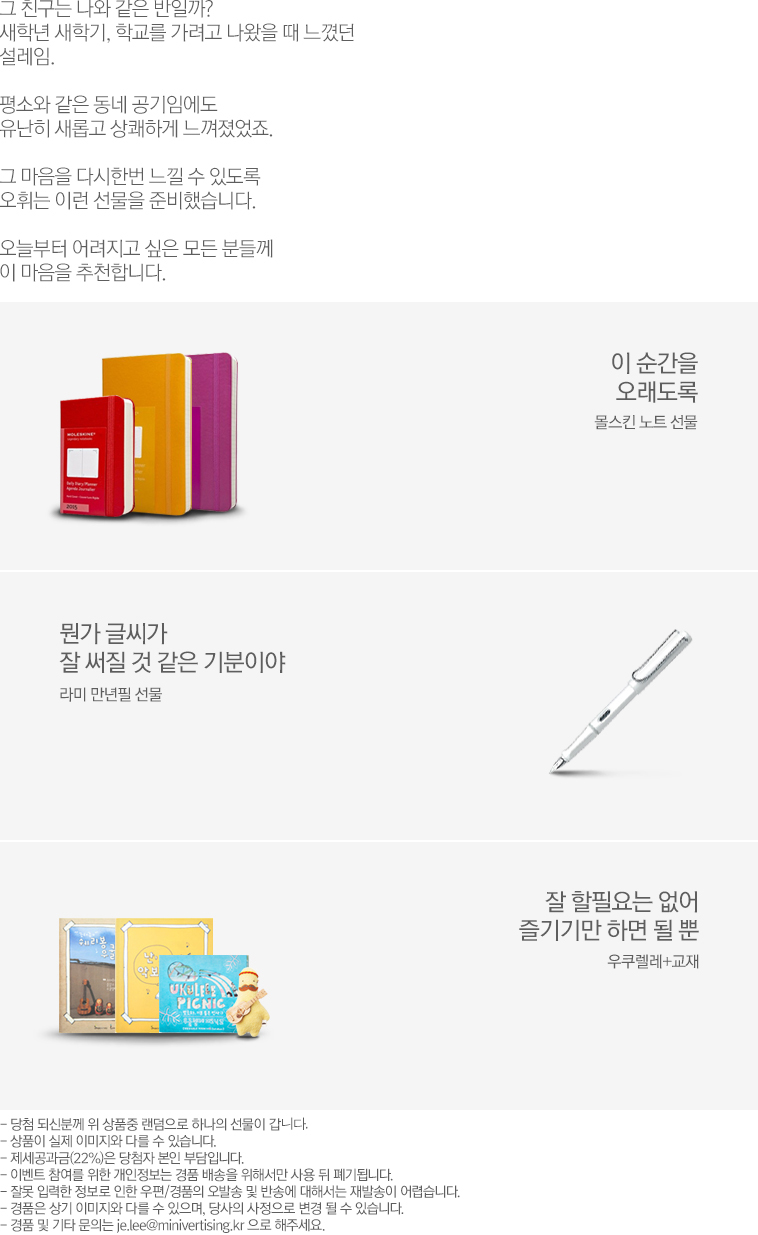 그 친구는 나와 같은 반일까?
새학년 새학기, 학교를 가려고 나왔을 때 느꼈던
설레임.
평소와 같은 동네 공기임에도
유난히 새롭고 상쾌하게 느껴졌었죠.
그 마음을 다시한번 느낄 수 있도록
오휘는 이런 선물을 준비했습니다.
오늘부터 어려지고 싶은 모든 분들께
이 마음을 추천합니다.
이 순간을
오래도록
몰스킨 노트 선물
MOLESKINE
Daily Diary/Planner
Agenda Journalier
2015
뭔가 글씨가
잘 써질 것 같은 기분이야
라미 만년필 선물
잘 할필요는 없어
즐기기만 하면 될 뿐
우쿠렐레+교재
UKULELE
PICNIC
- 당첨 되신분께 위 상품중 랜덤으로 하나의 선물이 갑니다.
- 상품이 실제 이미지와 다를 수 있습니다.
- 제세공과금(22%)은 당첨자 본인 부담입니다.
- 이벤트 참여를 위한 개인정보는 경품 배송을 위해서만 사용 뒤 폐기됩니다.
- 잘못 입력한 정보로 인한 우편/경품의 오발송 및 반송에 대해서는 재발송이 어렵습니다.
- 경품은 상기 이미지와 다를 수 있으며, 당사의 사정으로 변경 될 수 있습니다.
- 경품 및 기타 문의는 je.lee@minivertising.kr 으로 해주세요.